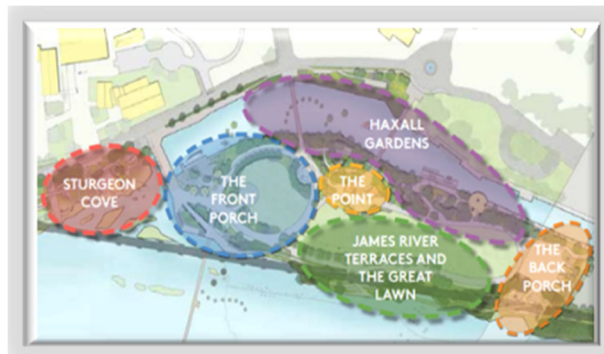 HAXALL
GARDENS
STURGEON
COVE
THE
FRONT
PORCH
THE
POINT
JAMES RIVER
TERRACES AND
THE GREAT
LAWN
THE
BACK
PORCH